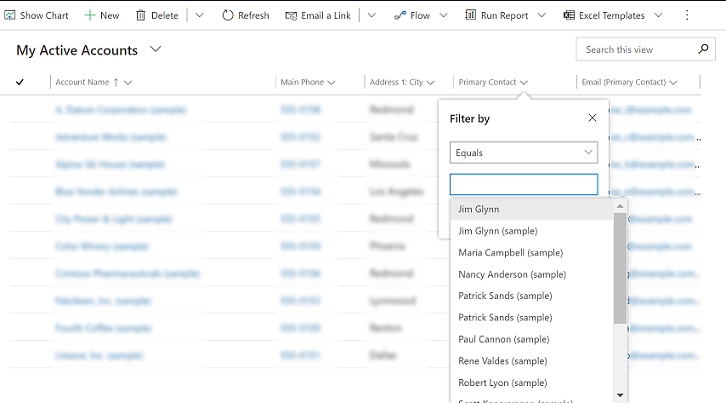 Show Chart New Delete Refresh Email a Link Flow Run Report Excel Templates
My Active Accounts
Search this view
Account Name Main Phone Address 1: City Primary Contact Email (Primary Contact)
A. Datum Corporation (sample) 555-0158 Redmond
Adventure Works (sample) 555-0152 Santa Cruz
Alpine Ski House (sample) 555-0157 Missoula
Blue Yonder Airlines (sample) 555-0154 Los Angeles
City Power & Light (sample) 555-0155 Redmond
Coho Winery (sample) 555-0159 Phoenix
Contoso Pharmaceuticals (sample) 555-0156 Redmond
Fabrikam, Inc. (sample) 555-0153 Lynnwood
Fourth Coffee (sample) 555-0150 Renton
Litware, Inc. (sample) 555-0151 Dallas
Filter by
Equals
Jim Glynn
Jim Glynn (sample)
Maria Campbell (sample)
Nancy Anderson (sample)
Patrick Sands (sample)
Patrick Sands (sample)
Paul Cannon (sample)
Rene Valdes (sample)
Robert Lyon (sample)